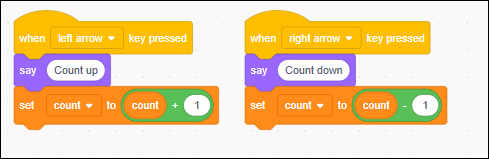 when left arrow key pressed
say Count up
set count to count + 1
when right arrow key pressed
say Count down
set count to count - 1